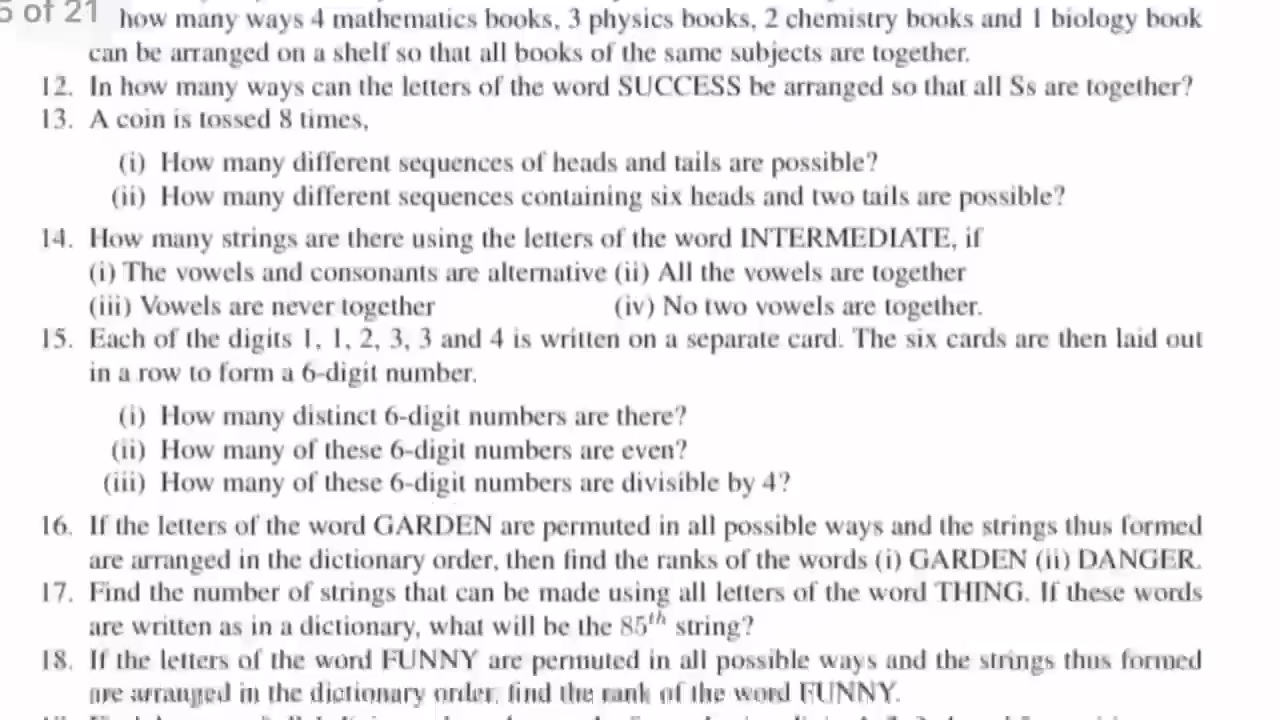 5 of 21
how many ways 4 mathematics books, 3 physics books, 2 chemistry books and 1 biology book
can be arranged on a shelf so that all books of the same subjects are together.
12. In how many ways can the letters of the word SUCCESS be arranged so that all Ss are together?
13. A coin is tossed 8 times,
(i) How many different sequences of heads and tails are possible?
(ii) How many different sequences containing six heads and two tails are possible?
14. How many strings are there using the letters of the word INTERMEDIATE, if
(i) The vowels and consonants are alternative (ii) All the vowels are together
(iii) Vowels are never together (iv) No two vowels are together.
15. Each of the digits 1, 1, 2, 3, 3 and 4 is written on a separate card. The six cards are then laid out
in a row to form a 6-digit number.
(i) How many distinct 6-digit numbers are there?
(ii) How many of these 6-digit numbers are even?
(iii) How many of these 6-digit numbers are divisible by 4?
16. If the letters of the word GARDEN are permuted in all possible ways and the strings thus formed
are arranged in the dictionary order, then find the ranks of the words (i) GARDEN (ii) DANGER.
17. Find the number of strings that can be made using all letters of the word THING. If these words
are written as in a dictionary, what will be the 85th string?
18. If the letters of the word FUNNY are permuted in all possible ways and the strings thus formed
are arranged in the dictionary order, find the rank of the word FUNNY.